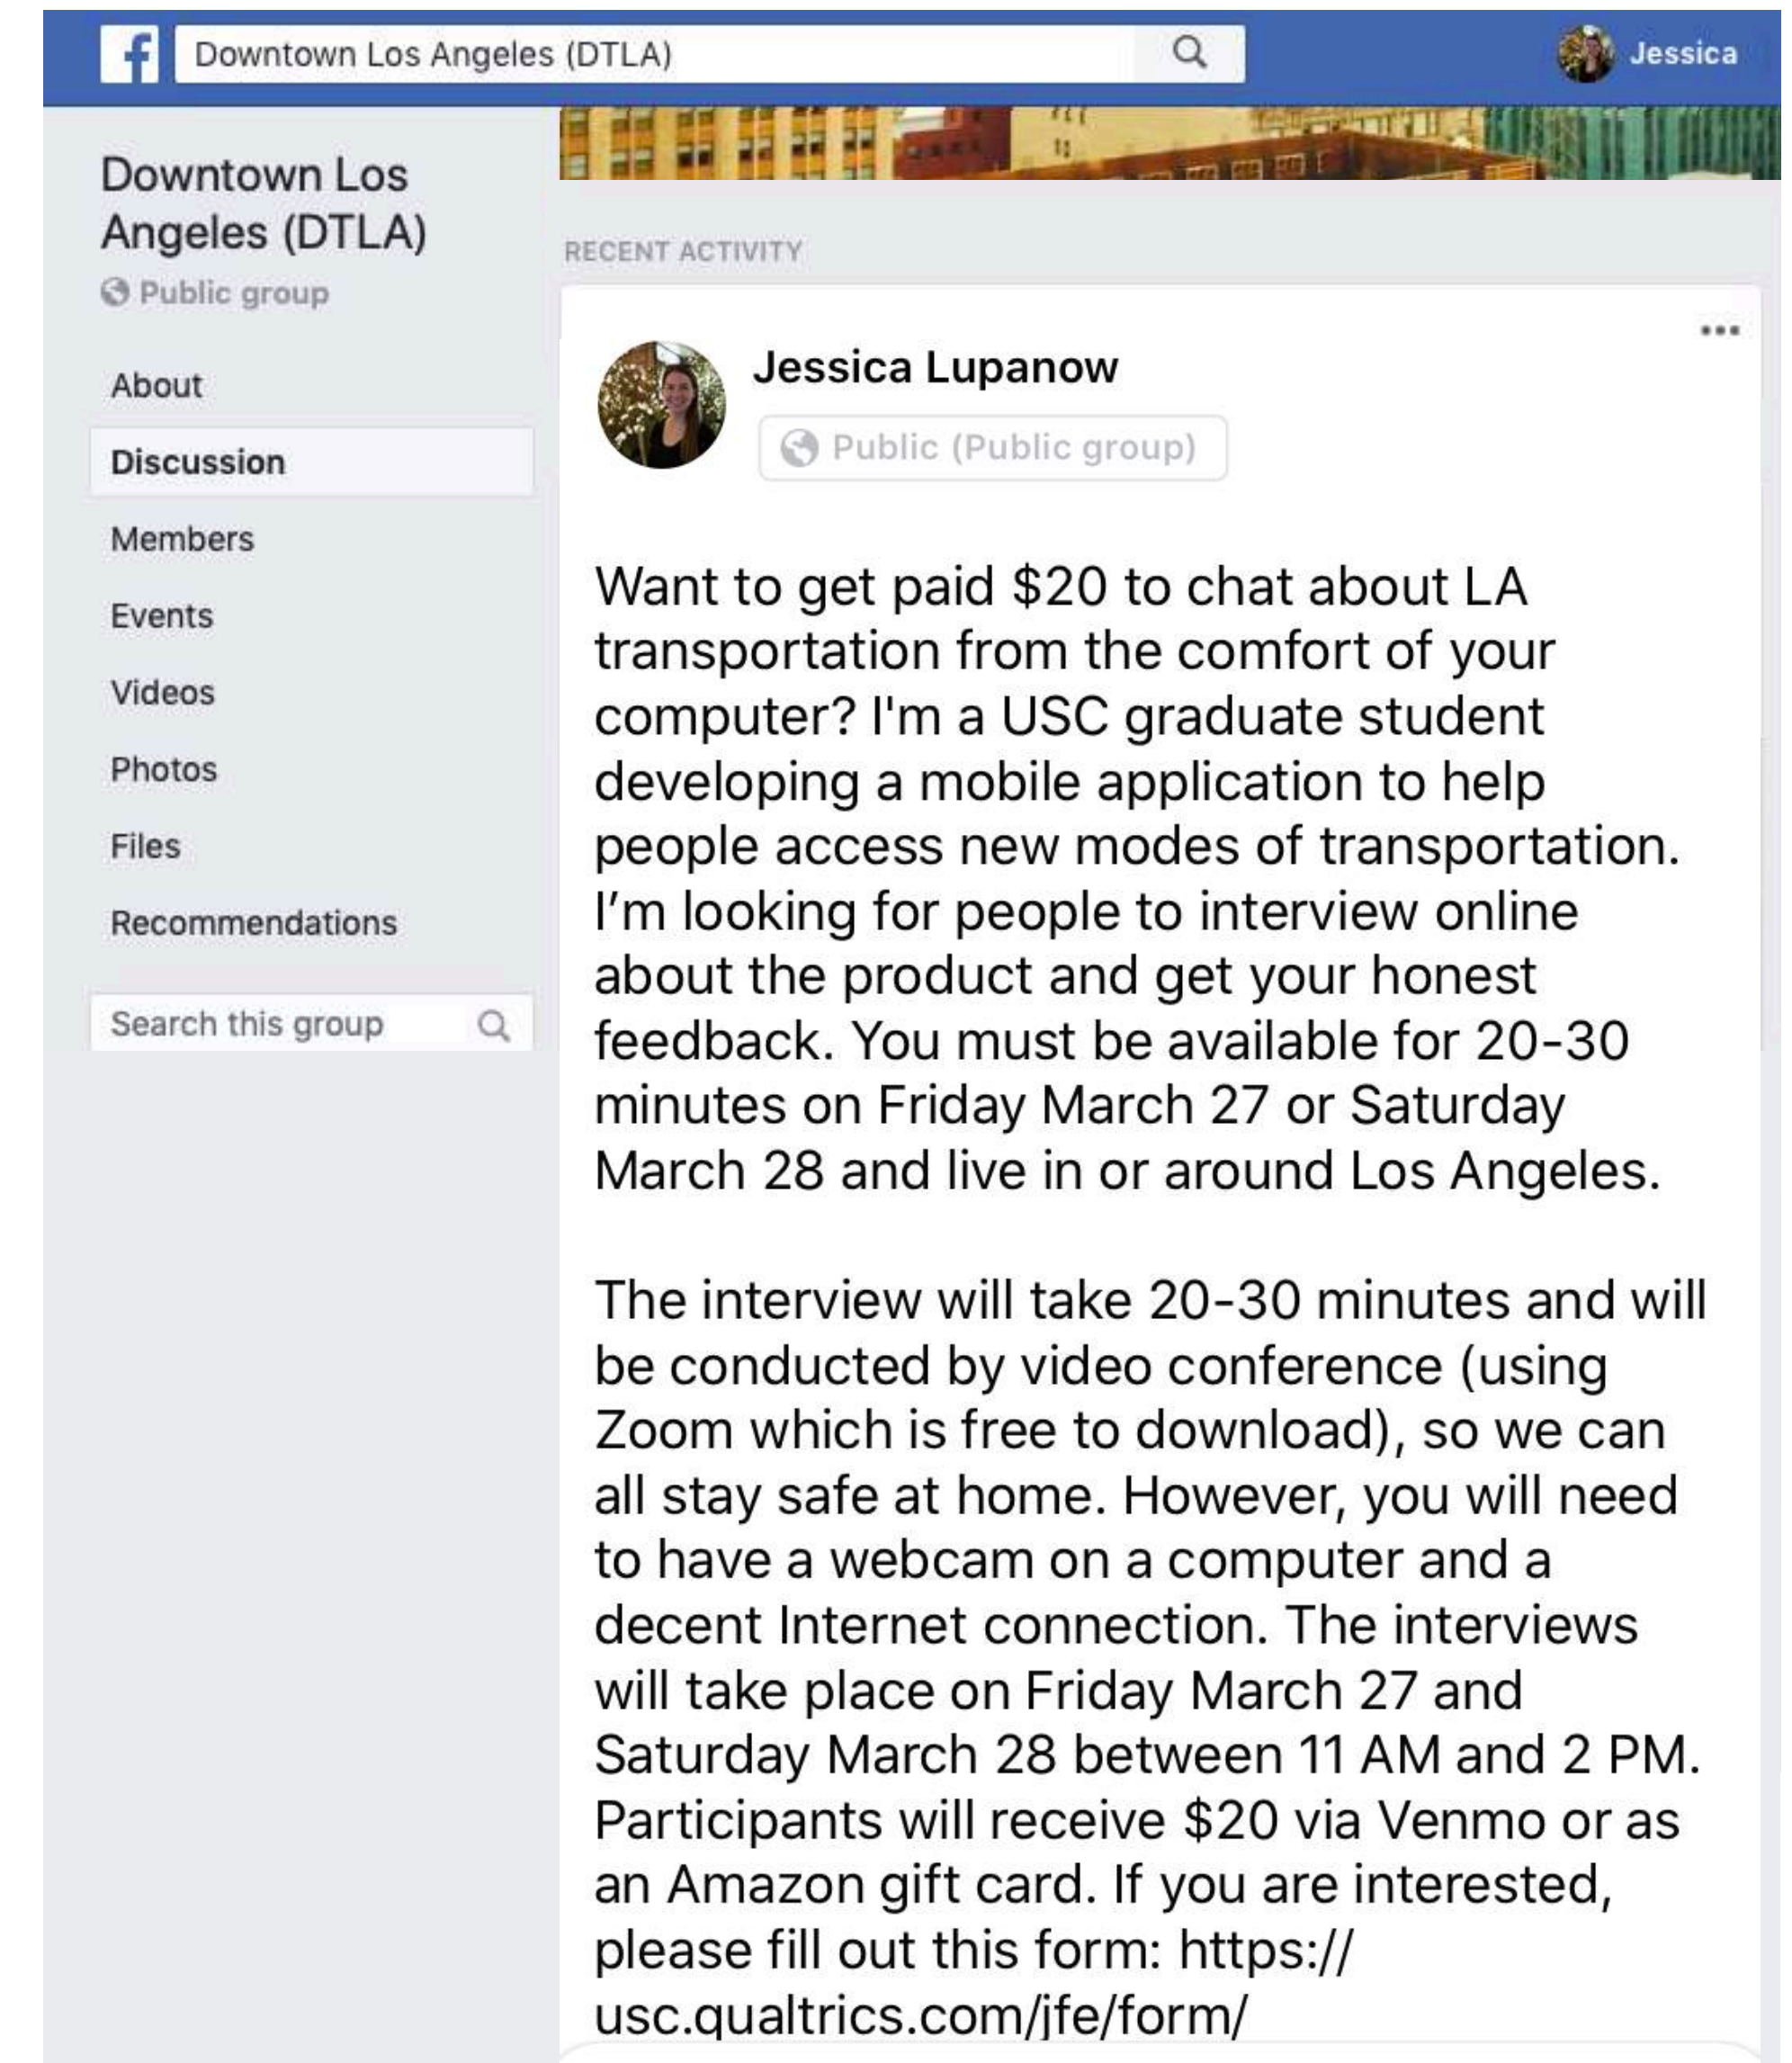 f
Downtown Los Angeles (DTLA)
Jessica
Downtown Los
Angeles (DTLA)
Public group
About
Discussion
Members
Events
Videos
Photos
Files
Recommendations
Search this group
RECENT ACTIVITY
Jessica Lupanow
Public (Public group)
Want to get paid $20 to chat about LA
transportation from the comfort of your
computer? I'm a USC graduate student
developing a mobile application to help
people access new modes of transportation.
I’m looking for people to interview online
about the product and get your honest
feedback. You must be available for 20-30
minutes on Friday March 27 or Saturday
March 28 and live in or around Los Angeles.
The interview will take 20-30 minutes and will
be conducted by video conference (using
Zoom which is free to download), so we can
all stay safe at home. However, you will need
to have a webcam on a computer and a
decent Internet connection. The interviews
will take place on Friday March 27 and
Saturday March 28 between 11 AM and 2 PM.
Participants will receive $20 via Venmo or as
an Amazon gift card. If you are interested,
please fill out this form: https://
usc.qualtrics.com/jfe/form/